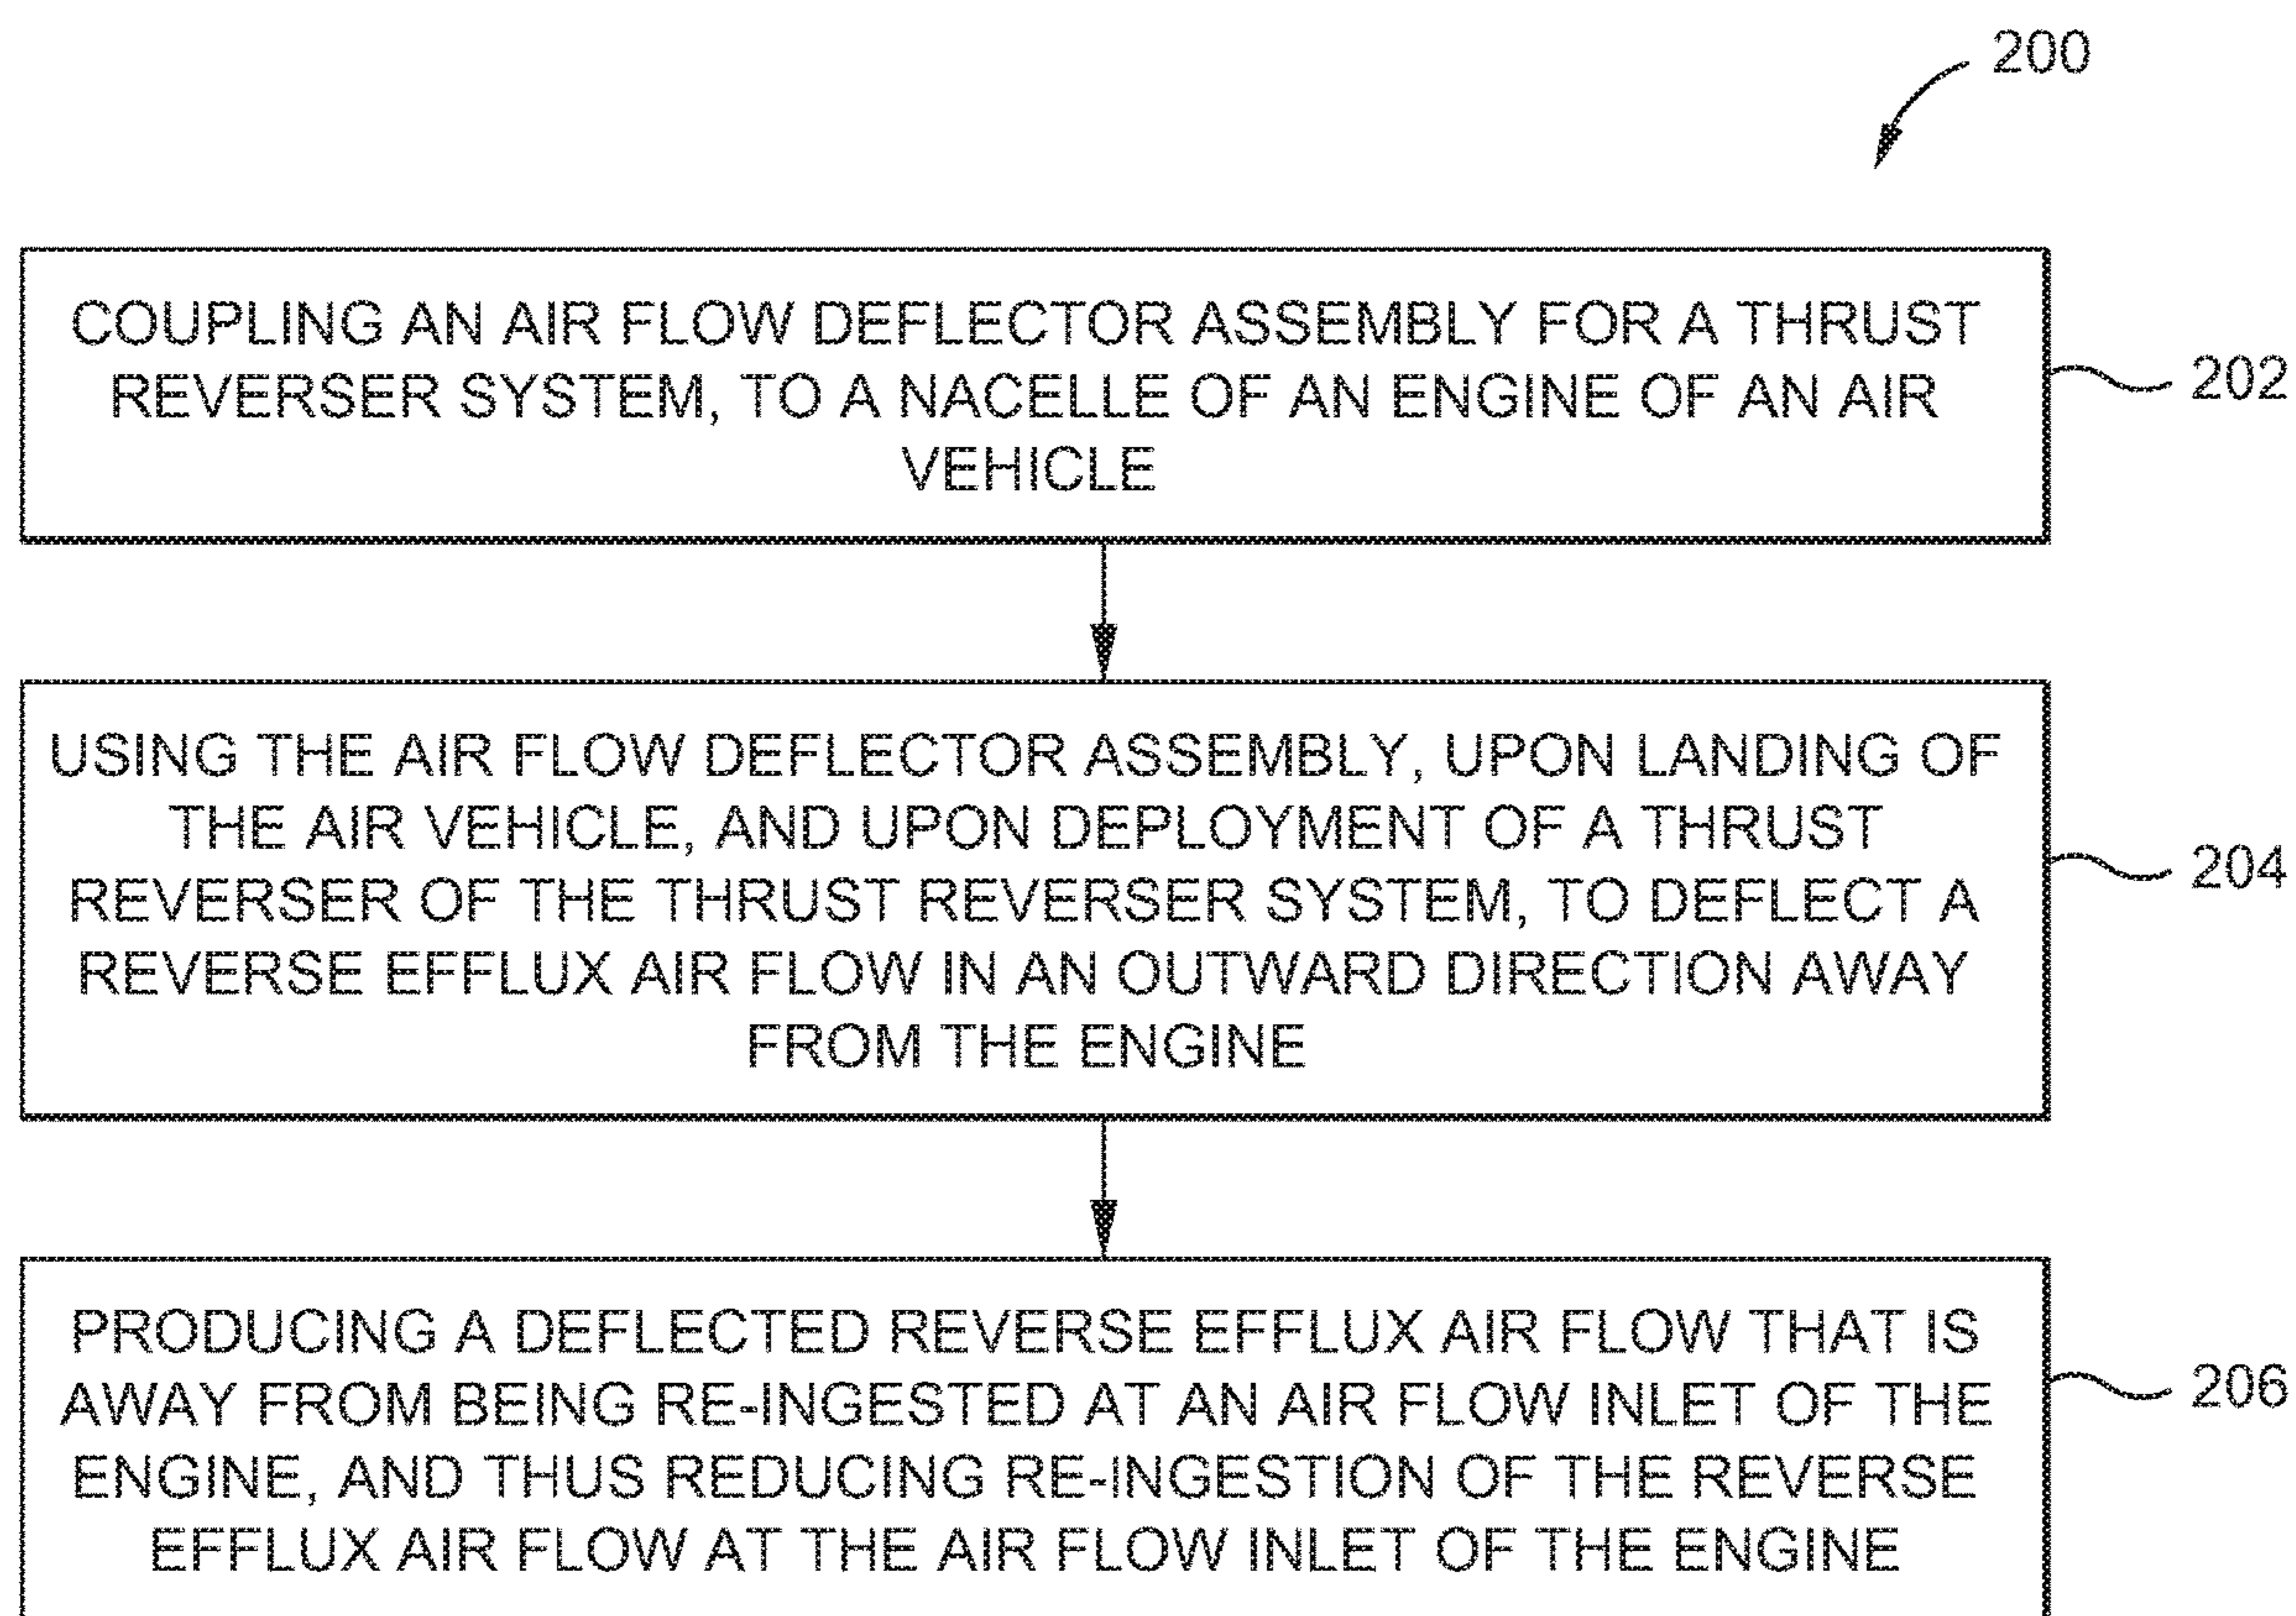 200
COUPLING AN AIR FLOW DEFLECTOR ASSEMBLY FOR A THRUST
REVERSER SYSTEM, TO A NACELLE OF AN ENGINE OF AN AIR
VEHICLE
202
USING THE AIR FLOW DEFLECTOR ASSEMBLY, UPON LANDING OF
THE AIR VEHICLE, AND UPON DEPLOYMENT OF A THRUST
REVERSER OF THE THRUST REVERSER SYSTEM, TO DEFLECT A
REVERSE EFFLUX AIR FLOW IN AN OUTWARD DIRECTION AWAY
FROM THE ENGINE
204
PRODUCING A DEFLECTED REVERSE EFFLUX AIR FLOW THAT IS
AWAY FROM BEING RE-INGESTED AT AN AIR FLOW INLET OF THE
ENGINE, AND THUS REDUCING RE-INGESTION OF THE REVERSE
EFFLUX AIR FLOW AT THE AIR FLOW INLET OF THE ENGINE
206